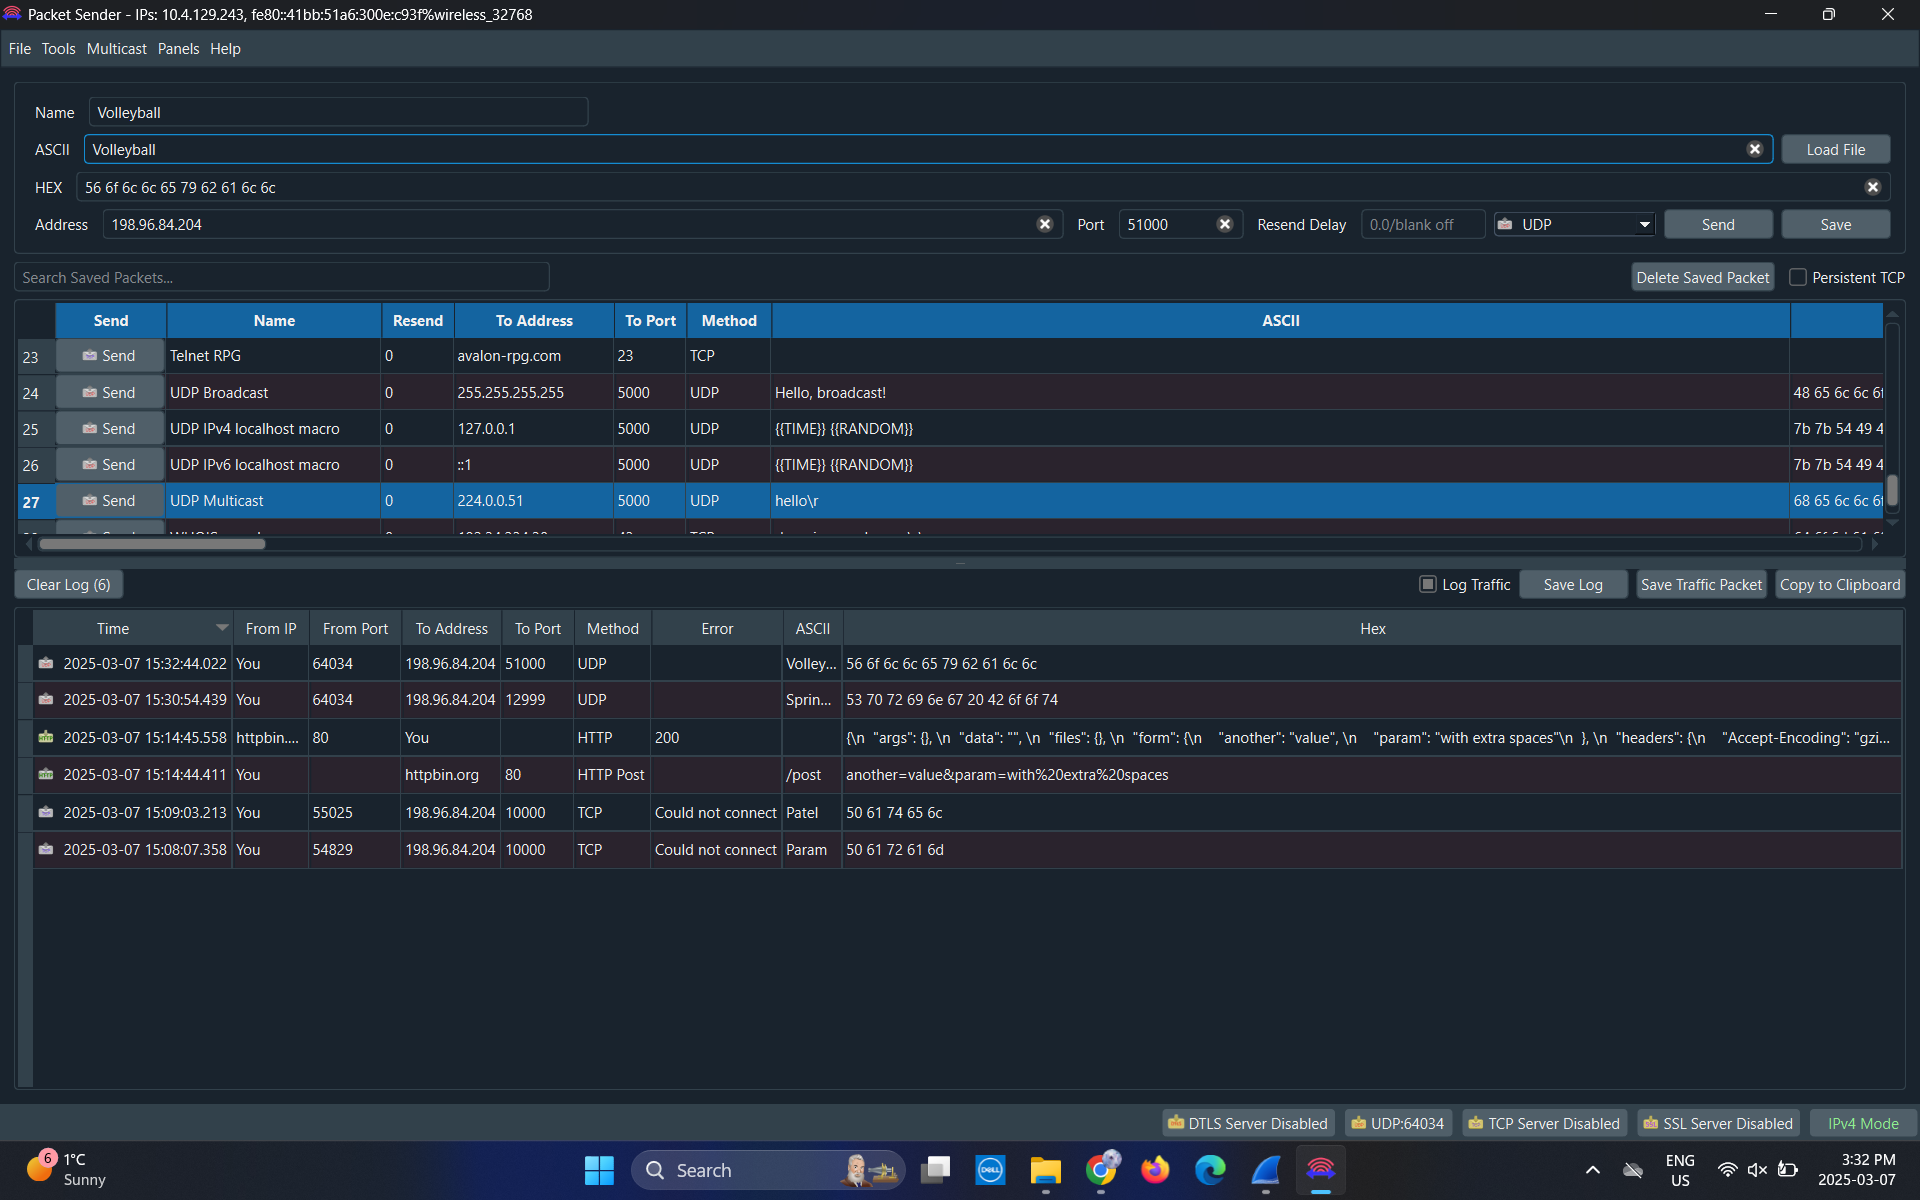 Packet Sender - IPs: 10.4.129.243, fe80::41bb:51a6:300e:c93f%wireless_32768
File Tools Multicast Panels Help
Name Volleyball
ASCII Volleyball Load File
HEX 56 6f 6c 6c 65 79 62 61 6c 6c
Address 198.96.84.204 Port 51000 Resend Delay 0.0/blank off UDP Send Save
Search Saved Packets... Delete Saved Packet Persistent TCP
Send Name Resend To Address To Port Method ASCII
23 Send Telnet RPG 0 avalon-rpg.com 23 TCP
24 Send UDP Broadcast 0 255.255.255.255 5000 UDP Hello, broadcast! 48 65 6c 6c 6f
25 Send UDP IPv4 localhost macro 0 127.0.0.1 5000 UDP {{TIME}} {{RANDOM}} 7b 7b 54 49 4
26 Send UDP IPv6 localhost macro 0 ::1 5000 UDP {{TIME}} {{RANDOM}} 7b 7b 54 49 4
27 Send UDP Multicast 0 224.0.0.51 5000 UDP hello\r 68 65 6c 6c 6f
Clear Log (6) Log Traffic Save Log Save Traffic Packet Copy to Clipboard
Time From IP From Port To Address To Port Method Error ASCII Hex
2025-03-07 15:32:44.022 You 64034 198.96.84.204 51000 UDP Volley... 56 6f 6c 6c 65 79 62 61 6c 6c
2025-03-07 15:30:54.439 You 64034 198.96.84.204 12999 UDP Sprin... 53 70 72 69 6e 67 20 42 6f 6f 74
2025-03-07 15:14:45.558 httpbin.... 80 You HTTP 200 {\n "args": {}, \n "data": "", \n "files": {}, \n "form": {\n "another": "value", \n "param": "with extra spaces"\n }, \n "headers": {\n "Accept-Encoding": "gzi...
2025-03-07 15:14:44.411 You httpbin.org 80 HTTP Post /post another=value&param=with%20extra%20spaces
2025-03-07 15:09:03.213 You 55025 198.96.84.204 10000 TCP Could not connect Patel 50 61 74 65 6c
2025-03-07 15:08:07.358 You 54829 198.96.84.204 10000 TCP Could not connect Param 50 61 72 61 6d
DTLS Server Disabled UDP:64034 TCP Server Disabled SSL Server Disabled IPv4 Mode
6 1°C
Sunny
Search
DELL
ENG
US
3:32 PM
2025-03-07